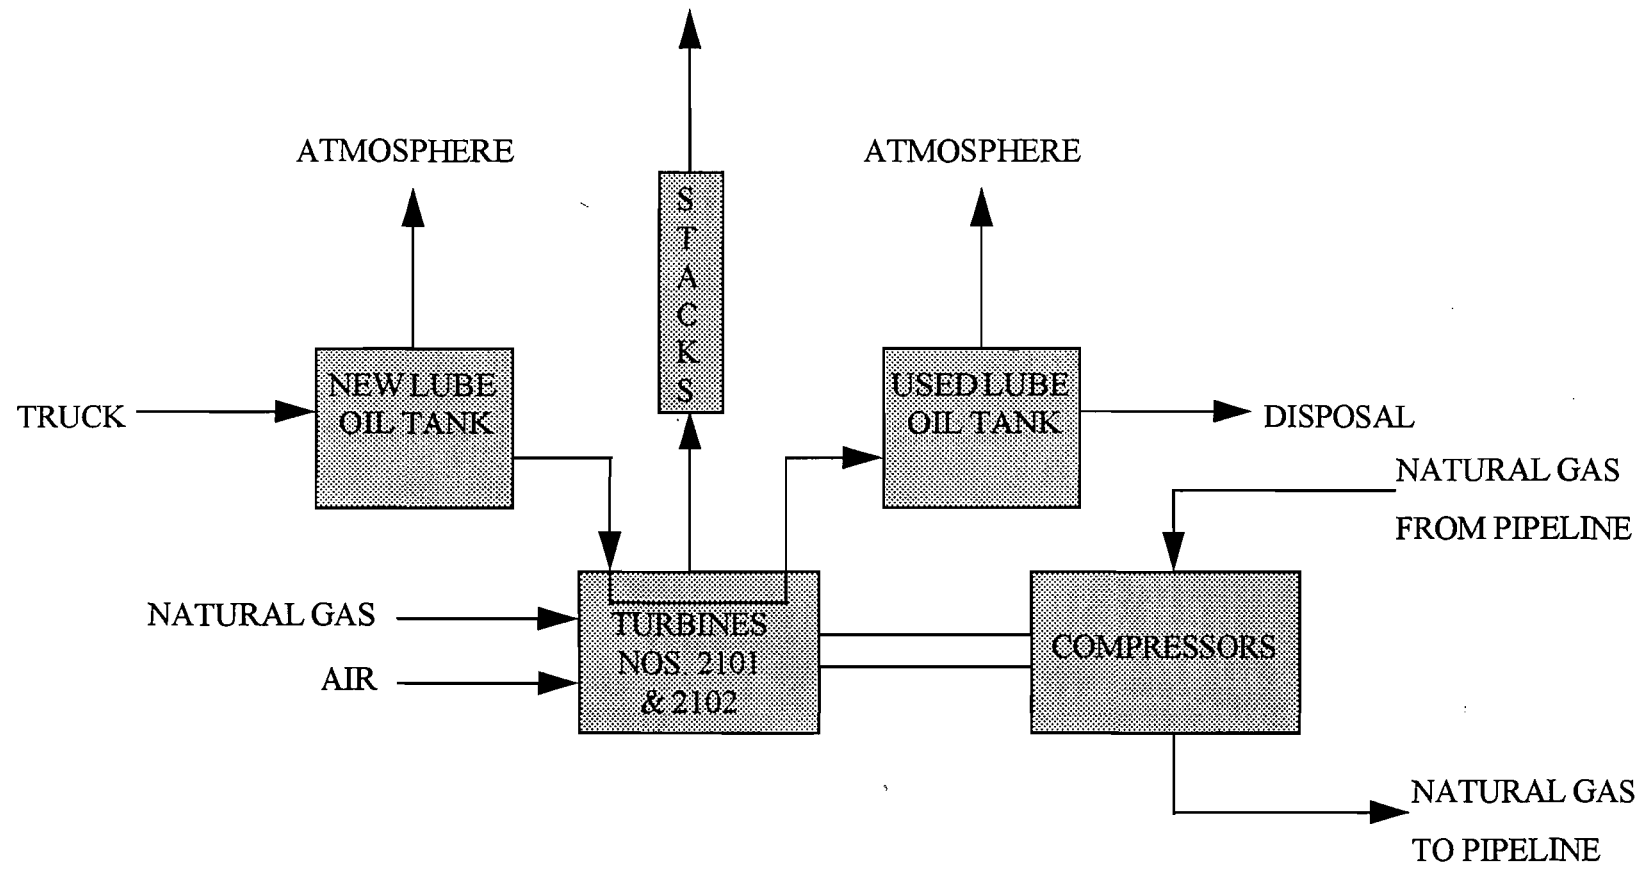 ATMOSPHERE
ATMOSPHERE
STACKS
NEW LUBE
OIL TANK
USED LUBE
OIL TANK
TRUCK
DISPOSAL
NATURAL GAS
FROM PIPELINE
NATURAL GAS
AIR
TURBINES
NOS. 2101
& 2102
COMPRESSORS
NATURAL GAS
TO PIPELINE